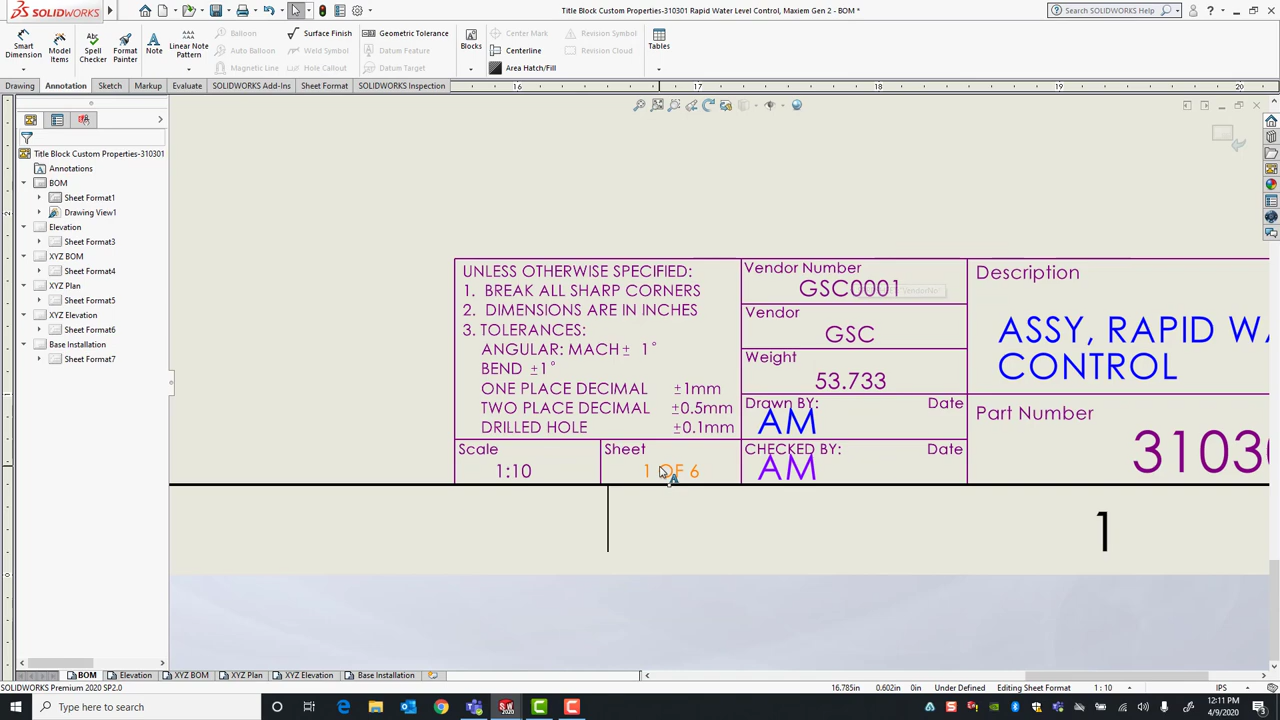 SOLIDWORKS
Title Block Custom Properties-310301 Rapid Water Level Control, Maxiem Gen 2 - BOM *
Search SOLIDWORKS Help
Smart Dimension
Model Items
Spell Checker
Format Painter
Note
Linear Note Pattern
Balloon
Auto Balloon
Magnetic Line
Surface Finish
Weld Symbol
Hole Callout
Geometric Tolerance
Datum Feature
Datum Target
Blocks
Center Mark
Centerline
Area Hatch/Fill
Revision Symbol
Revision Cloud
Tables
Drawing
Annotation
Sketch
Markup
Evaluate
SOLIDWORKS Add-Ins
Sheet Format
SOLIDWORKS Inspection
16
17
18
19
20
Title Block Custom Properties-310301
Annotations
BOM
Sheet Format1
Drawing View1
Elevation
Sheet Format3
XYZ BOM
Sheet Format4
XYZ Plan
Sheet Format5
XYZ Elevation
Sheet Format6
Base Installation
Sheet Format7
UNLESS OTHERWISE SPECIFIED:
1. BREAK ALL SHARP CORNERS
2. DIMENSIONS ARE IN INCHES
3. TOLERANCES:
ANGULAR: MACH± 1°
BEND ±1°
ONE PLACE DECIMAL ±1mm
TWO PLACE DECIMAL ±0.5mm
DRILLED HOLE ±0.1mm
Scale
1:10
Sheet
1 OF 6
Vendor Number
GSC0001
Vendor
GSC
Weight
53.733
Drawn BY:
Date
AM
CHECKED BY:
Date
AM
Description
ASSY, RAPID WA
CONTROL
Part Number
3103
1
BOM
Elevation
XYZ BOM
XYZ Plan
XYZ Elevation
Base Installation
SOLIDWORKS Premium 2020 SP2.0
16.785in
0.602in
0in
Under Defined
Editing Sheet Format
1 : 10
IPS
Type here to search
12:11 PM
4/9/2020